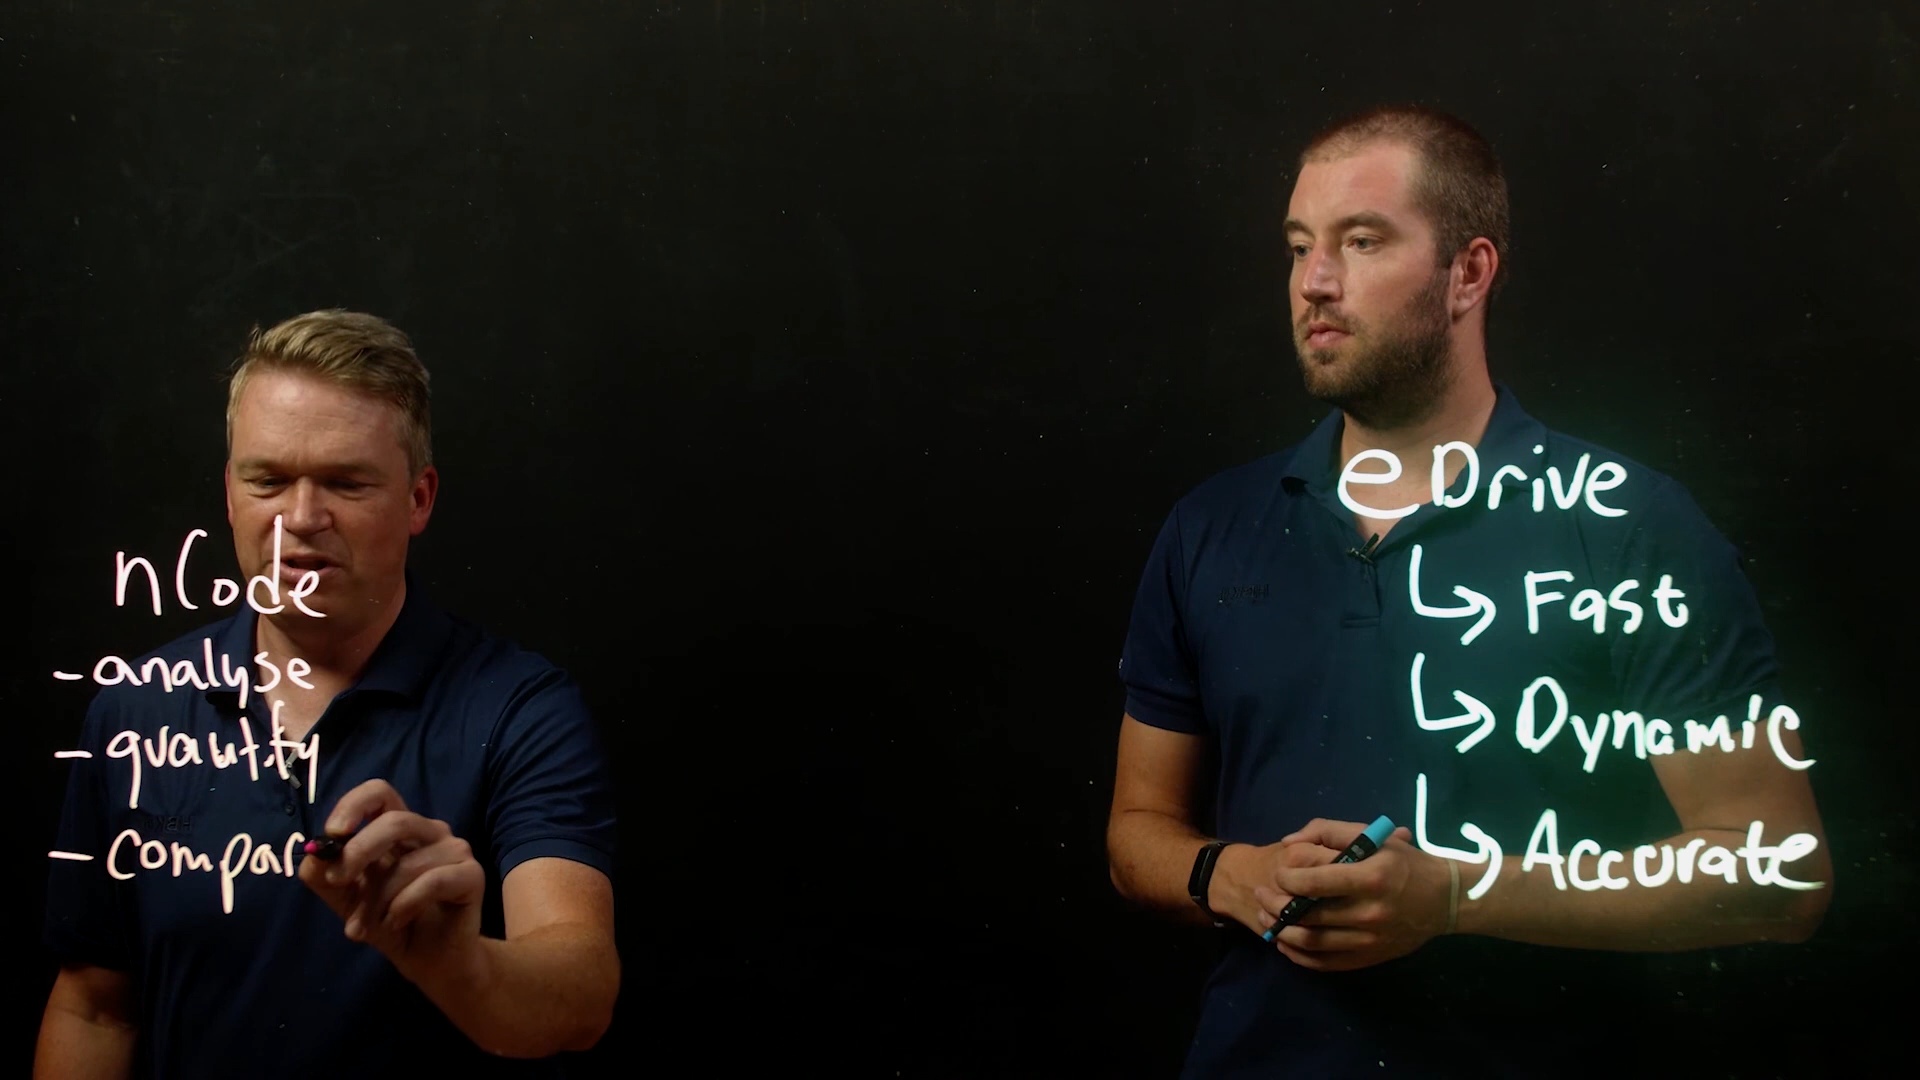 nCode
-analyse
-quantify
-compar
eDrive
↳ Fast
↳ Dynamic
↳ Accurate